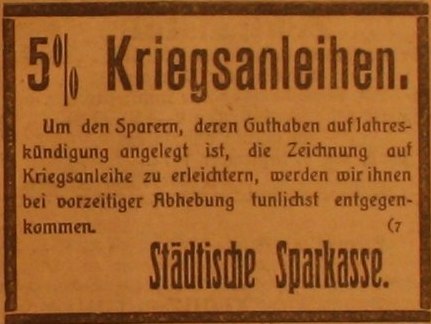 5% Kriegsanleihen.
Um den Sparern, deren Guthaben auf Jahres-
kündigung angelegt ist, die Zeichnung auf
Kriegsanleihe zu erleichtern, werden wir ihnen
bei vorzeitiger Abhebung tunlichst entgegen-
kommen. (7
Städtische Sparkasse.